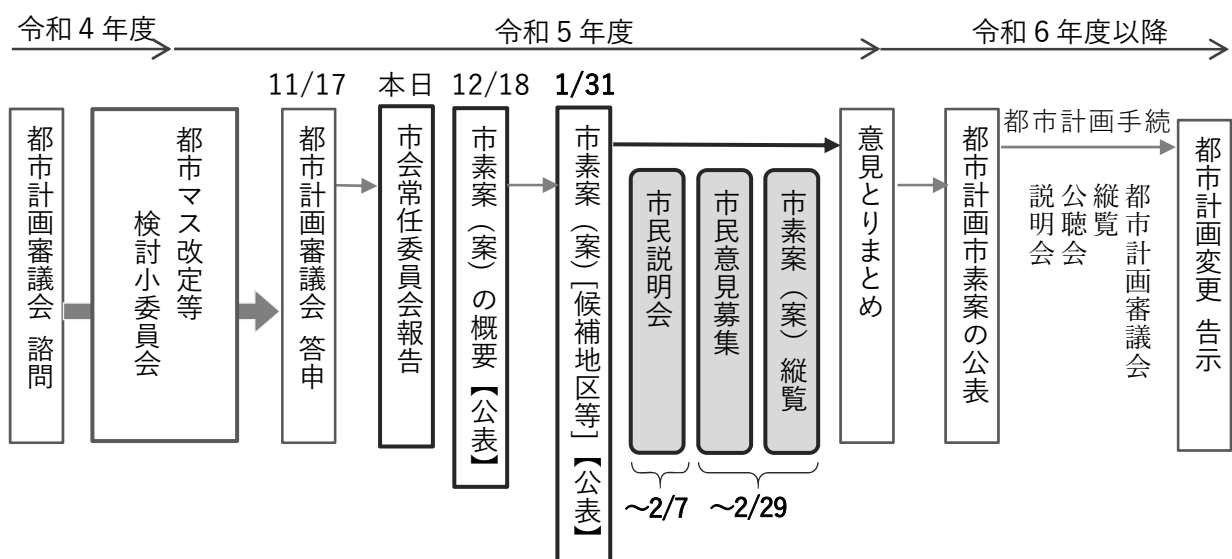 令和4年度
令和5年度
令和6年度以降
11/17
本日
12/18
1/31
都市計画審議会 諮問
都市マス改定等
検討小委員会
都市計画審議会 答申
市会常任委員会報告
市素案（案）の概要【公表】
市素案（案）［候補地区等］【公表】
市民説明会
市民意見募集
市素案（案）縦覧
～2/7
～2/29
意見とりまとめ
都市計画市素案の公表
都市計画手続
説明会
公聴会
縦覧
都市計画審議会
都市計画変更 告示